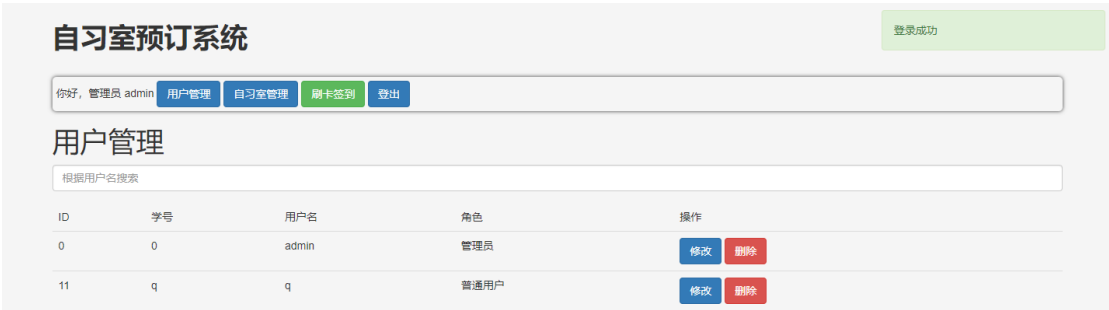 自习室预订系统
登录成功
你好，管理员 admin 用户管理 自习室管理 刷卡签到 登出
用户管理
根据用户名搜索
ID 学号 用户名 角色 操作
0 0 admin 管理员 修改 删除
11 q q 普通用户 修改 删除